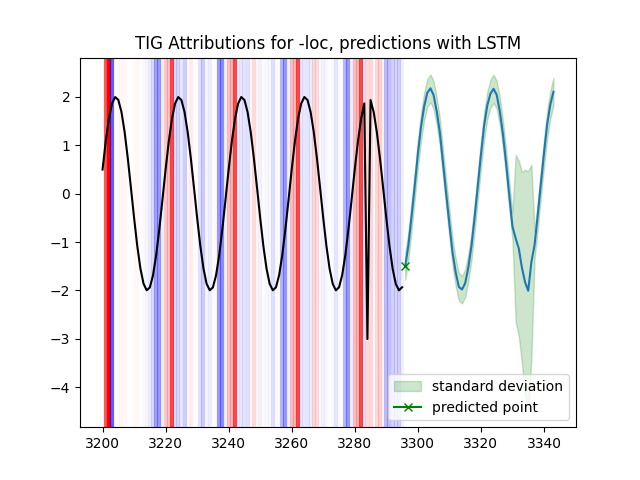 TIG Attributions for -loc, predictions with LSTM
2
1
0
−1
−2
−3
−4
standard deviation
predicted point
3200 3220 3240 3260 3280 3300 3320 3340